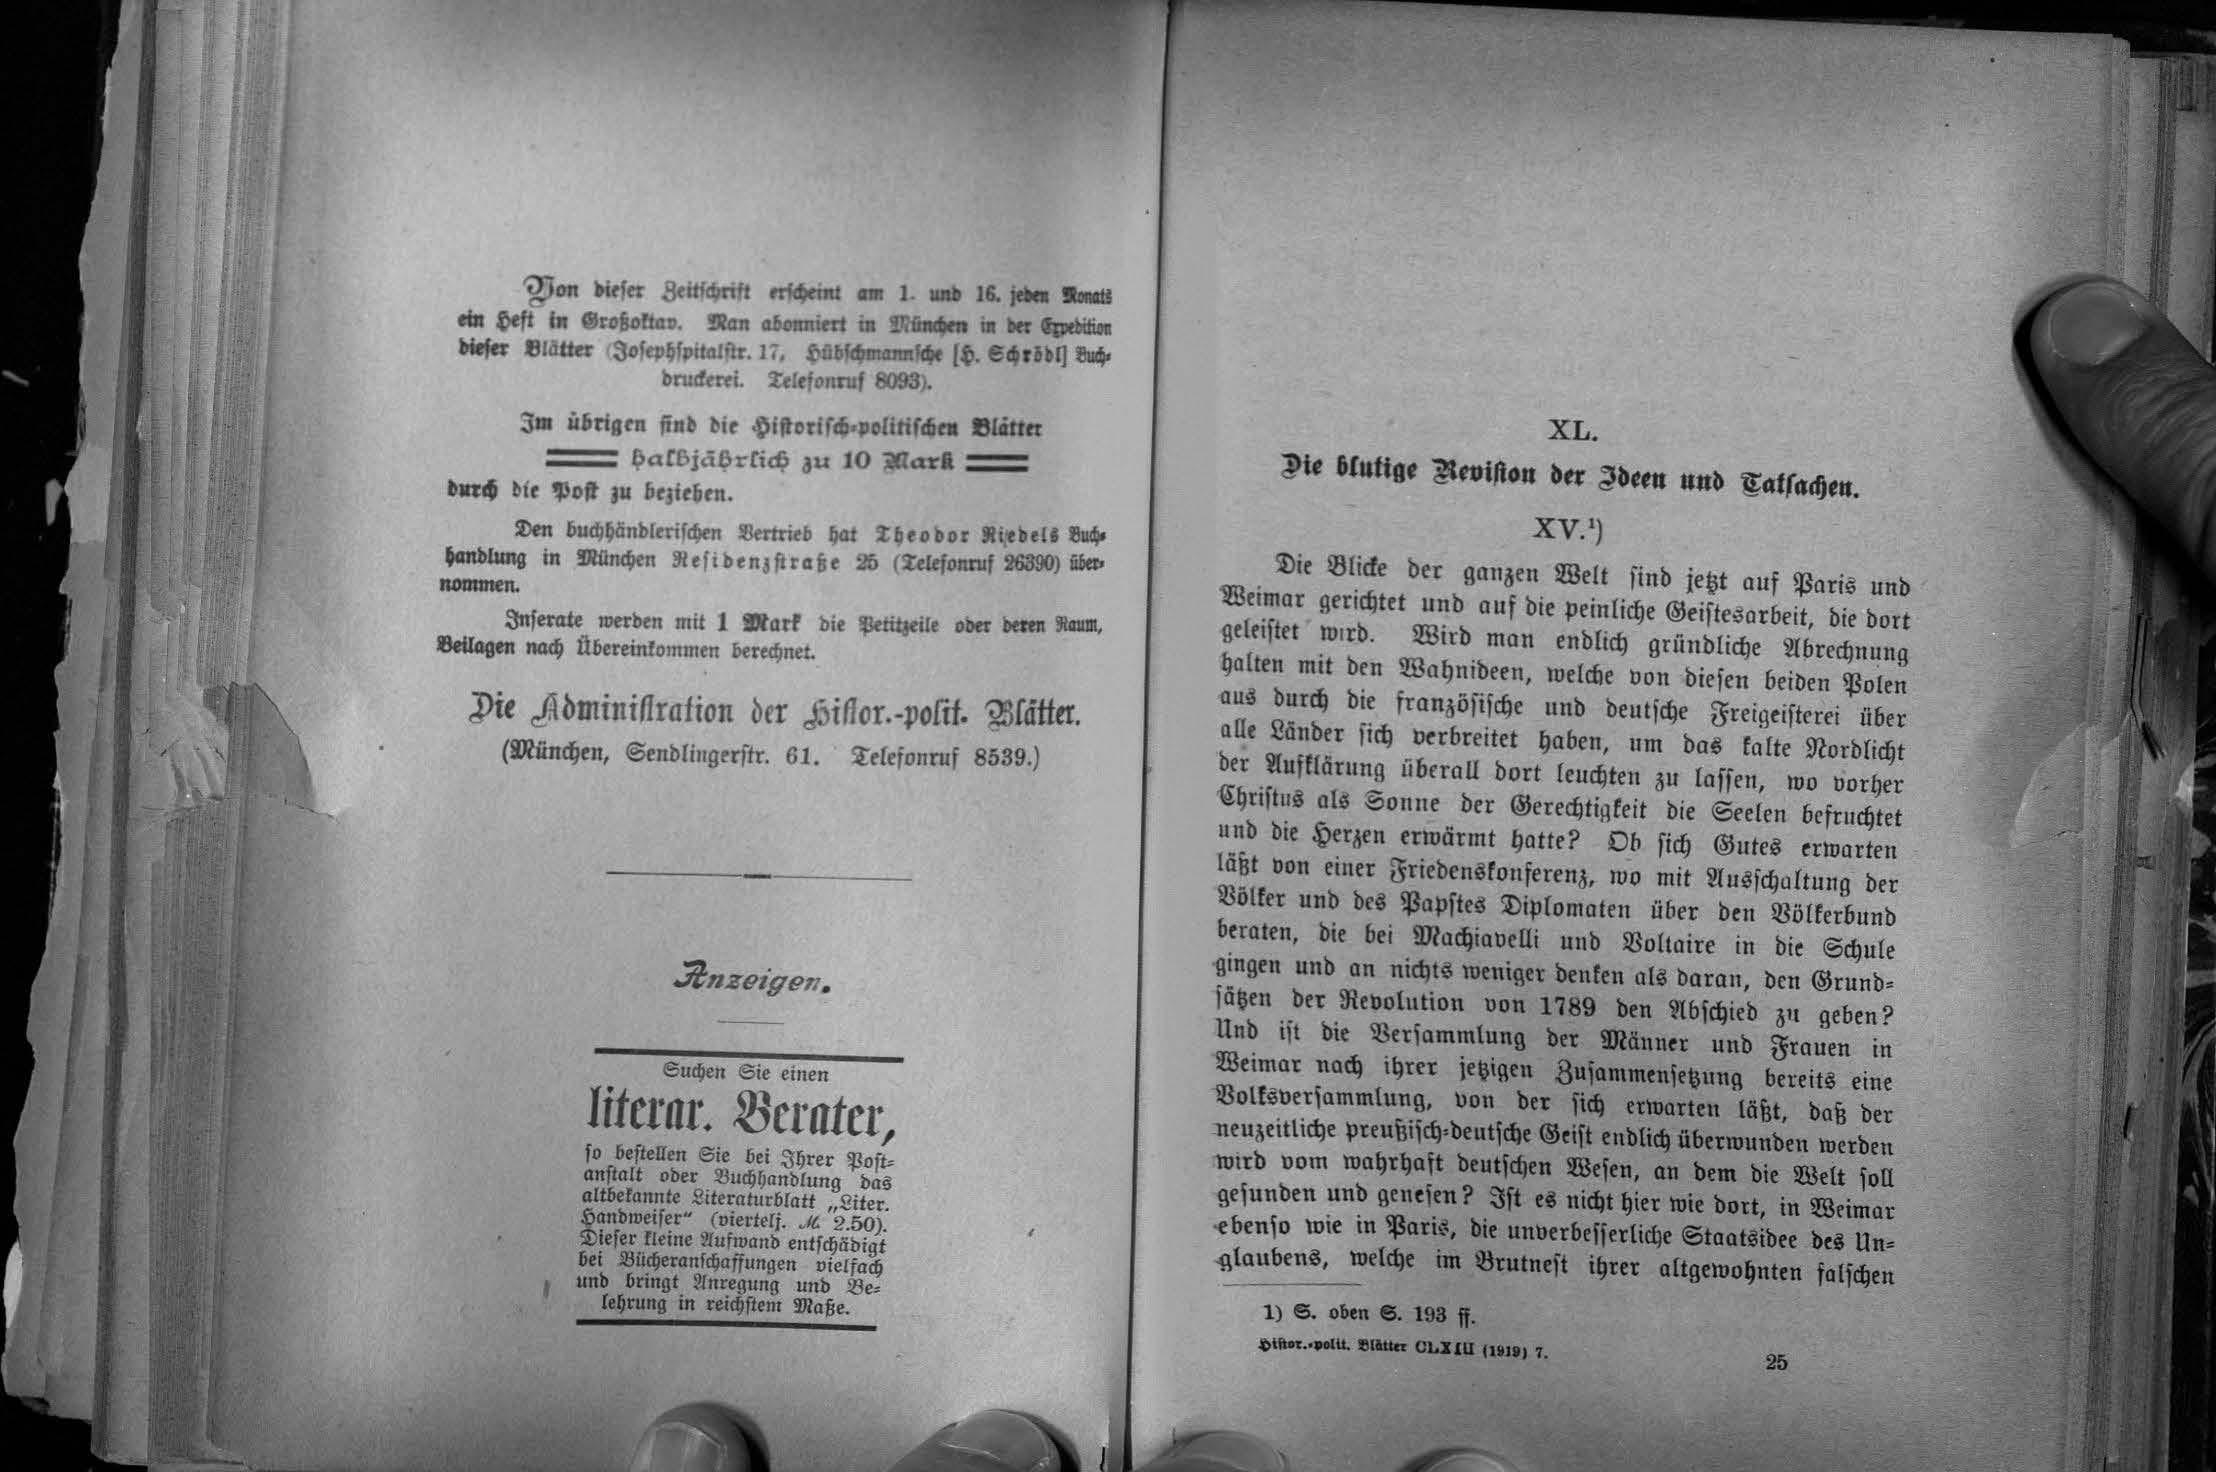 Von dieser Zeitschrift erscheint am 1. und 16. jeden Monats
ein Heft in Großoktav. Man abonniert in München in der Expedition
dieser Blätter (Josephspitalstr. 17, Hübschmannsche [H. Schrödl] Buch-
druckerei. Telefonruf 8093).
Im übrigen sind die Historisch-politischen Blätter
halbjährlich zu 10 Mark
durch die Post zu beziehen.
Den buchhändlerischen Vertrieb hat Theodor Riedels Buch-
handlung in München Residenzstraße 25 (Telefonruf 26390) über-
nommen.
Inserate werden mit 1 Mark die Petitzeile oder deren Raum,
Beilagen nach Übereinkommen berechnet.
Die Administration der Histor.-polit. Blätter.
(München, Sendlingerstr. 61. Telefonruf 8539.)
Anzeigen.
Suchen Sie einen
literar. Berater,
so bestellen Sie bei Ihrer Post-
anstalt oder Buchhandlung das
altbekannte Literaturblatt „Liter.
Handweiser“ (viertelj. M. 2.50).
Dieser kleine Aufwand entschädigt
bei Bücheranschaffungen vielfach
und bringt Anregung und Be-
lehrung in reichstem Maße.
XL.
Die blutige Revision der Ideen und Tatsachen.
XV.¹)
Die Blicke der ganzen Welt sind jetzt auf Paris und
Weimar gerichtet und auf die peinliche Geistesarbeit, die dort
geleistet wird. Wird man endlich gründliche Abrechnung
halten mit den Wahnideen, welche von diesen beiden Polen
aus durch die französische und deutsche Freigeisterei über
alle Länder sich verbreitet haben, um das kalte Nordlicht
der Aufklärung überall dort leuchten zu lassen, wo vorher
Christus als Sonne der Gerechtigkeit die Seelen befruchtet
und die Herzen erwärmt hatte? Ob sich Gutes erwarten
läßt von einer Friedenskonferenz, wo mit Ausschaltung der
Völker und des Papstes Diplomaten über den Völkerbund
beraten, die bei Machiavelli und Voltaire in die Schule
gingen und an nichts weniger denken als daran, den Grund-
sätzen der Revolution von 1789 den Abschied zu geben?
Und ist die Versammlung der Männer und Frauen in
Weimar nach ihrer jetzigen Zusammensetzung bereits eine
Volksversammlung, von der sich erwarten läßt, daß der
neuzeitliche preußisch-deutsche Geist endlich überwunden werden
wird vom wahrhaft deutschen Wesen, an dem die Welt soll
gesunden und genesen? Ist es nicht hier wie dort, in Weimar
ebenso wie in Paris, die unverbesserliche Staatsidee des Un-
glaubens, welche im Brutnest ihrer altgewohnten falschen
1) S. oben S. 193 ff.
Histor.-polit. Blätter CLXIII (1919) 7.
25